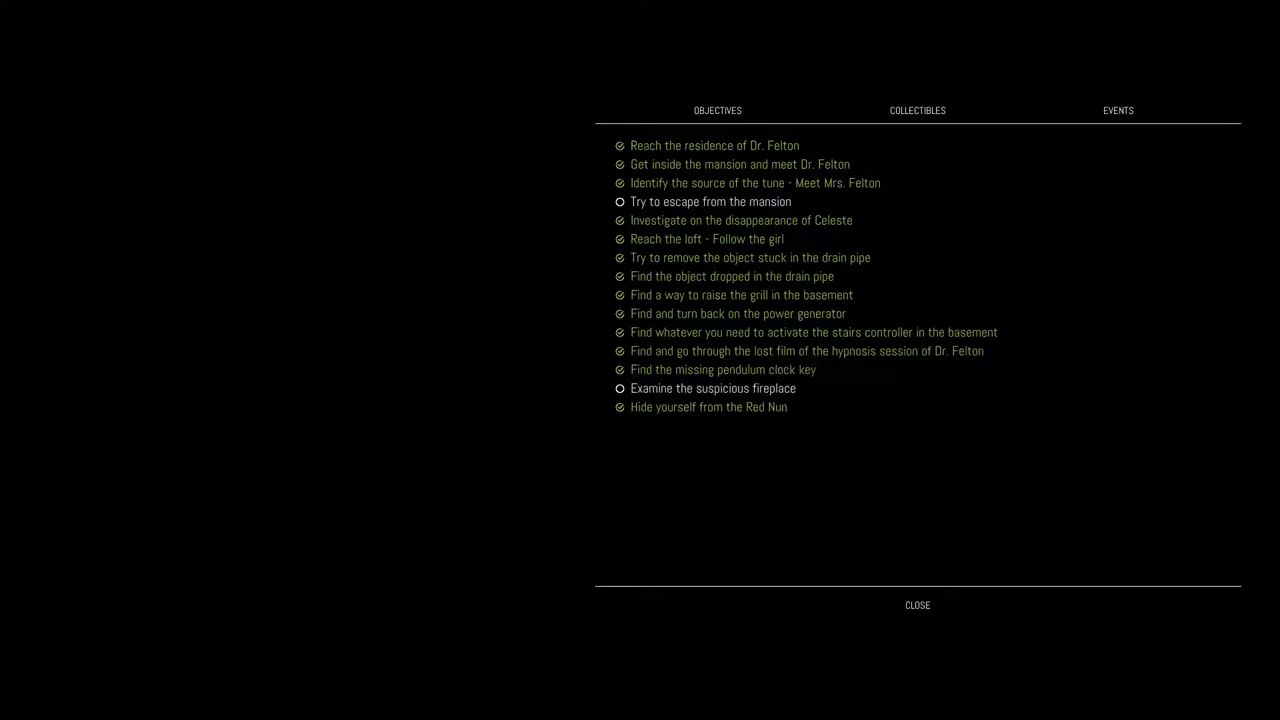 OBJECTIVES COLLECTIBLES EVENTS
Reach the residence of Dr. Felton
Get inside the mansion and meet Dr. Felton
Identify the source of the tune - Meet Mrs. Felton
Try to escape from the mansion
Investigate on the disappearance of Celeste
Reach the loft - Follow the girl
Try to remove the object stuck in the drain pipe
Find the object dropped in the drain pipe
Find a way to raise the grill in the basement
Find and turn back on the power generator
Find whatever you need to activate the stairs controller in the basement
Find and go through the lost film of the hypnosis session of Dr. Felton
Find the missing pendulum clock key
Examine the suspicious fireplace
Hide yourself from the Red Nun
CLOSE